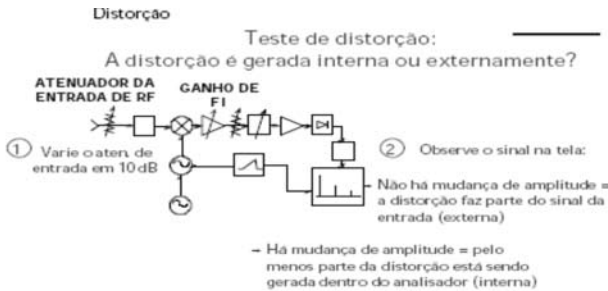 Distorção
Teste de distorção:
A distorção é gerada interna ou externamente?
ATENUADOR DA
ENTRADA DE RF
GANHO DE
FI
1 Varie o aten. de
entrada em 10 dB
2 Observe o sinal na tela:
Não há mudança de amplitude =
a distorção faz parte do sinal da
entrada (externa)
→ Há mudança de amplitude = pelo
menos parte da distorção está sendo
gerada dentro do analisador (interna)